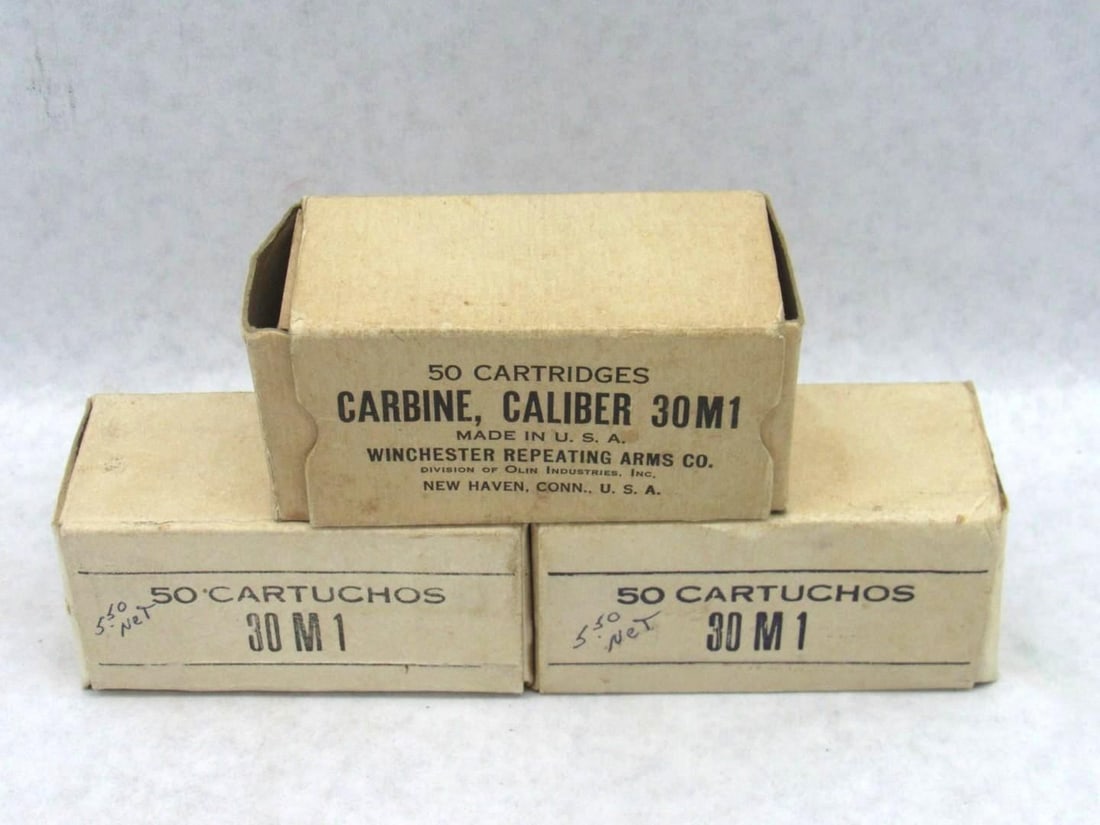 50 CARTRIDGES
CARBINE, CALIBER 30M1
MADE IN U. S. A.
WINCHESTER REPEATING ARMS CO.
DIVISION OF OLIN INDUSTRIES, INC.
NEW HAVEN, CONN., U. S. A.
50 CARTUCHOS
30 M 1
5.50
NeT
50 CARTUCHOS
30 M 1
5.50
NeT